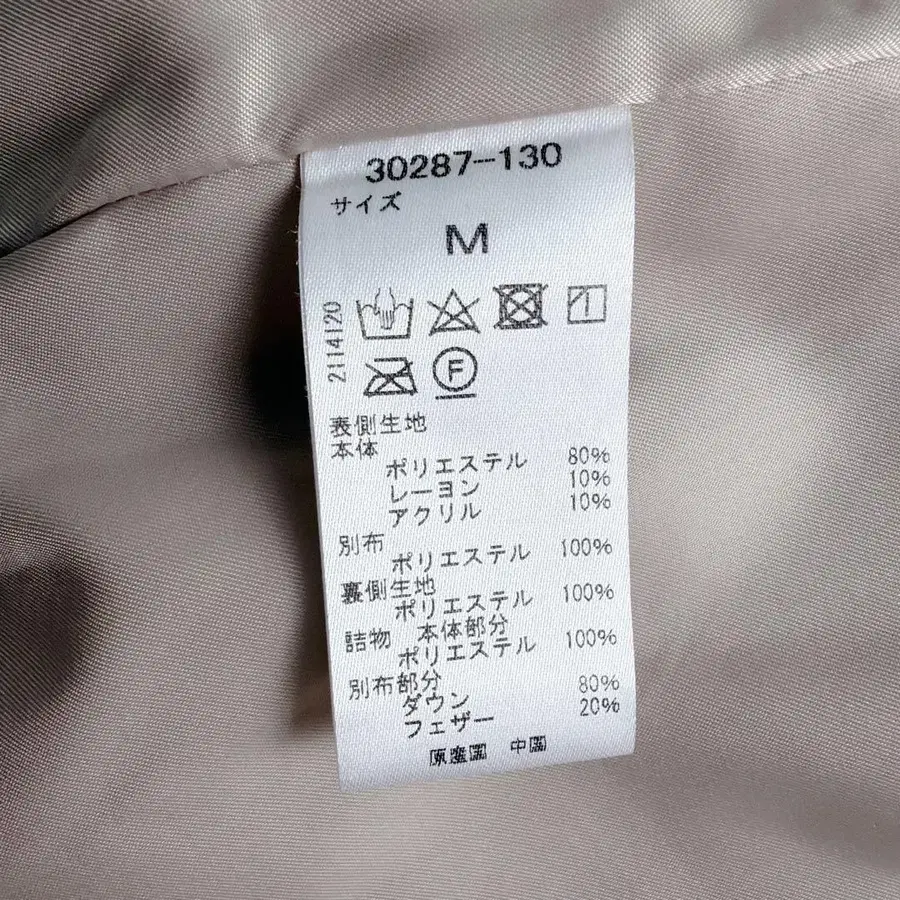 30287-130
サイズ
M
2114120
F
表側生地
本体
ポリエステル 80%
レーヨン 10%
アクリル 10%
別布
ポリエステル 100%
裏側生地
ポリエステル 100%
詰物 本体部分
ポリエステル 100%
別布部分
ダウン 80%
フェザー 20%
原産国 中国